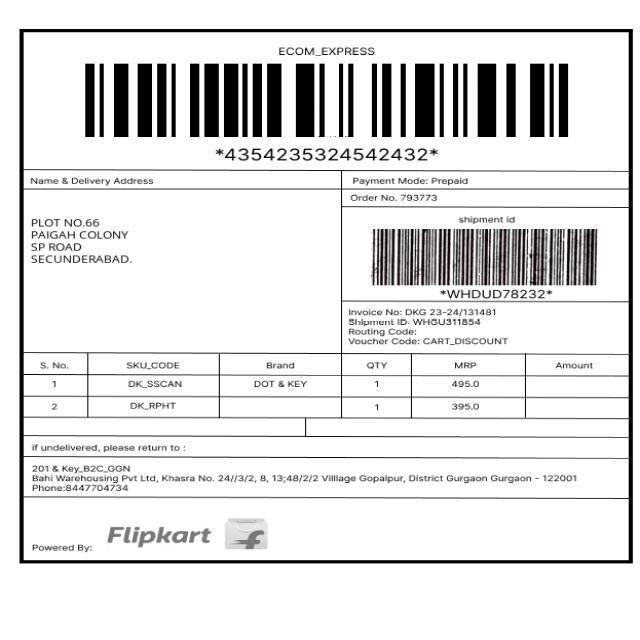 ECOM_EXPRESS
*4354235324542432*
Name & Delivery Address
Payment Mode: Prepaid
Order No. 793773
PLOT NO.66
PAIGAH COLONY
SP ROAD
SECUNDERABAD.
shipment id
*WHDUD78232*
Invoice No: DKG 23-24/131481
Shipment ID: WHGU311854
Routing Code:
Voucher Code: CART_DISCOUNT
S. No. SKU_CODE Brand QTY MRP Amount
1 DK_SSCAN DOT & KEY 1 495.0
2 DK_RPHT 1 395.0
if undelivered, please return to :
201 & Key_B2C_GGN
Bahi Warehousing Pvt Ltd, Khasra No. 24//3/2, 8, 13;48/2/2 Villlage Gopalpur, District Gurgaon Gurgaon - 122001
Phone:8447704734
Powered By: Flipkart